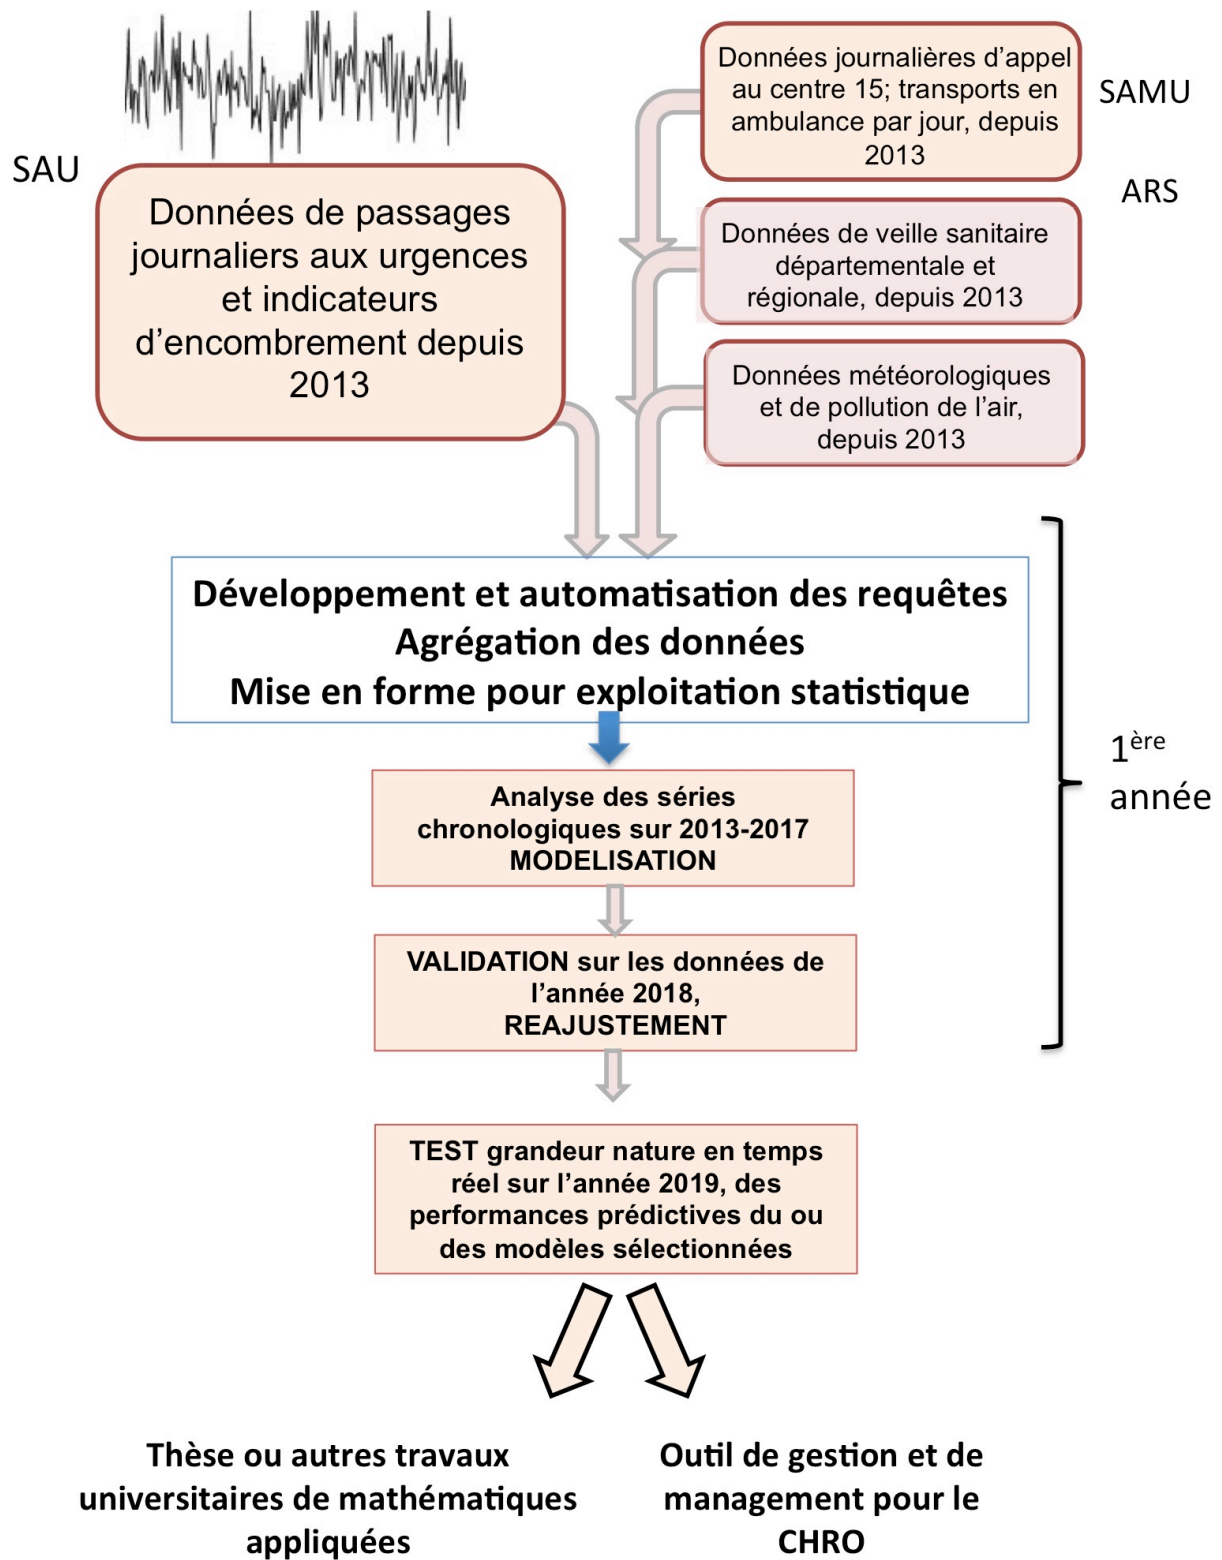 SAU
Données de passages
journaliers aux urgences
et indicateurs
d’encombrement depuis
2013
Données journalières d’appel
au centre 15; transports en
ambulance par jour, depuis
2013
SAMU
ARS
Données de veille sanitaire
départementale et
régionale, depuis 2013
Données météorologiques
et de pollution de l’air,
depuis 2013
Développement et automatisation des requêtes
Agrégation des données
Mise en forme pour exploitation statistique
1ère
année
Analyse des séries
chronologiques sur 2013-2017
MODELISATION
VALIDATION sur les données de
l’année 2018,
REAJUSTEMENT
TEST grandeur nature en temps
réel sur l’année 2019, des
performances prédictives du ou
des modèles sélectionnées
Thèse ou autres travaux
universitaires de mathématiques
appliquées
Outil de gestion et de
management pour le
CHRO